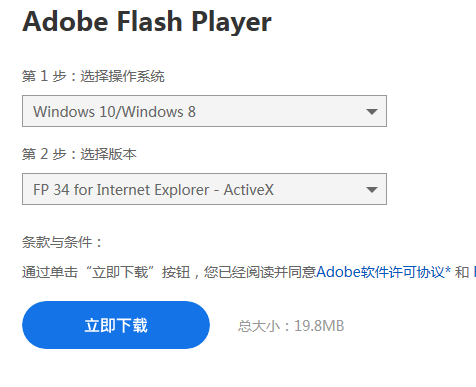 Adobe Flash Player
第 1 步：选择操作系统
Windows 10/Windows 8
第 2 步：选择版本
FP 34 for Internet Explorer - ActiveX
条款与条件：
通过单击“立即下载”按钮，您已经阅读并同意Adobe软件许可协议* 和
立即下载
总大小：19.8MB